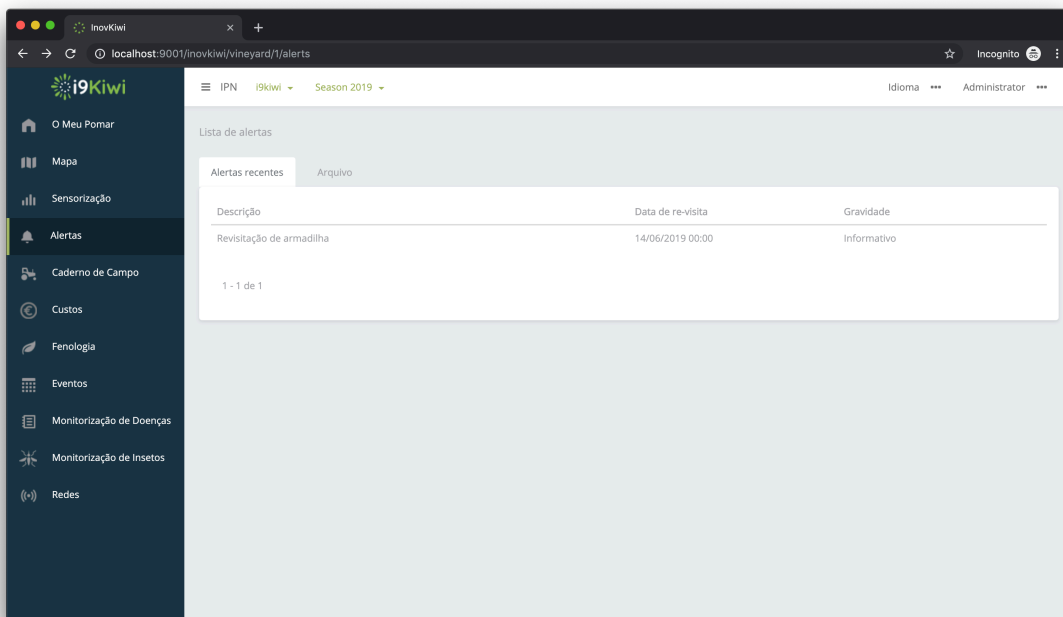 InovKiwi
localhost:9001/inovkiwi/vineyard/1/alerts
Incognito
i9Kiwi
IPN i9kiwi Season 2019 Idioma Administrator
O Meu Pomar
Mapa
Sensorização
Alertas
Caderno de Campo
Custos
Fenologia
Eventos
Monitorização de Doenças
Monitorização de Insetos
Redes
Lista de alertas
Alertas recentes Arquivo
Descrição Data de re-visita Gravidade
Revisitação de armadilha 14/06/2019 00:00 Informativo
1 - 1 de 1